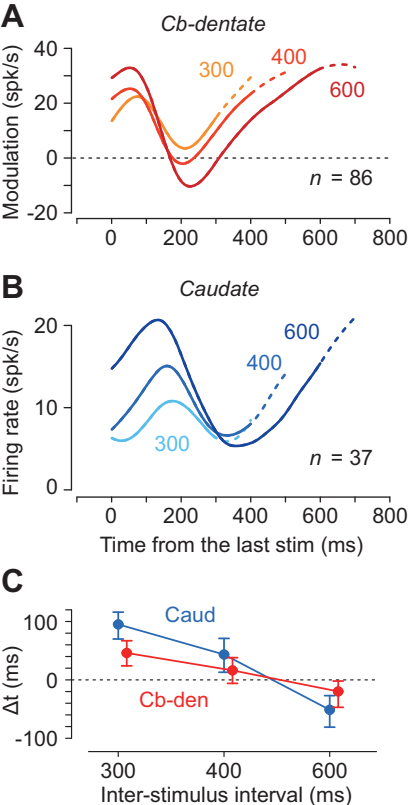 A
Cb-dentate
Modulation (spk/s)
40
20
0
-20
300
400
600
n = 86
0 200 400 600 800
B
Caudate
Firing rate (spk/s)
20
10
0
600
400
300
n = 37
0 200 400 600 800
Time from the last stim (ms)
C
Δt (ms)
100
0
-100
Caud
Cb-den
300 400 600
Inter-stimulus interval (ms)